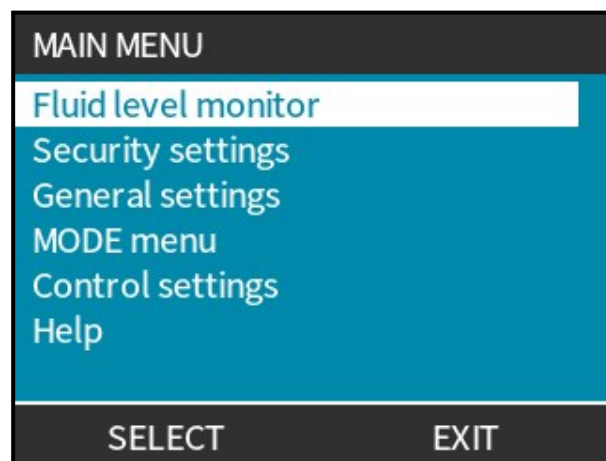 MAIN MENU
Fluid level monitor
Security settings
General settings
MODE menu
Control settings
Help
SELECT EXIT